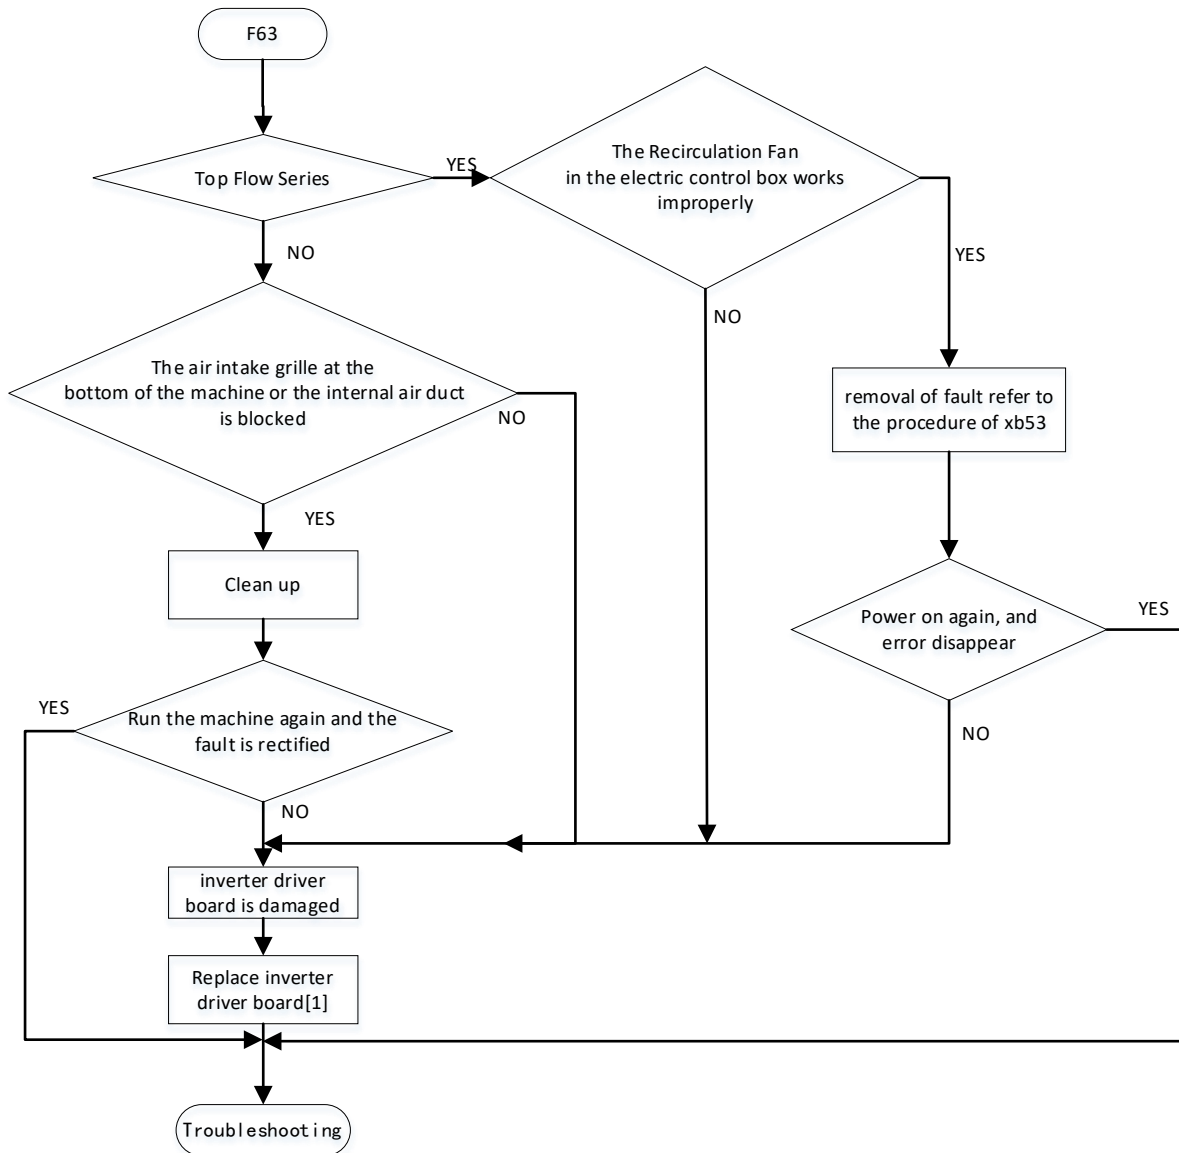 F63
Top Flow Series
YES
The Recirculation Fan
in the electric control box works
improperly
NO
YES
NO
The air intake grille at the
bottom of the machine or the internal air duct
is blocked
NO
removal of fault refer to
the procedure of xb53
YES
Clean up
Power on again, and
error disappear
YES
YES
Run the machine again and the
fault is rectified
NO
NO
inverter driver
board is damaged
Replace inverter
driver board[1]
Troubleshooting